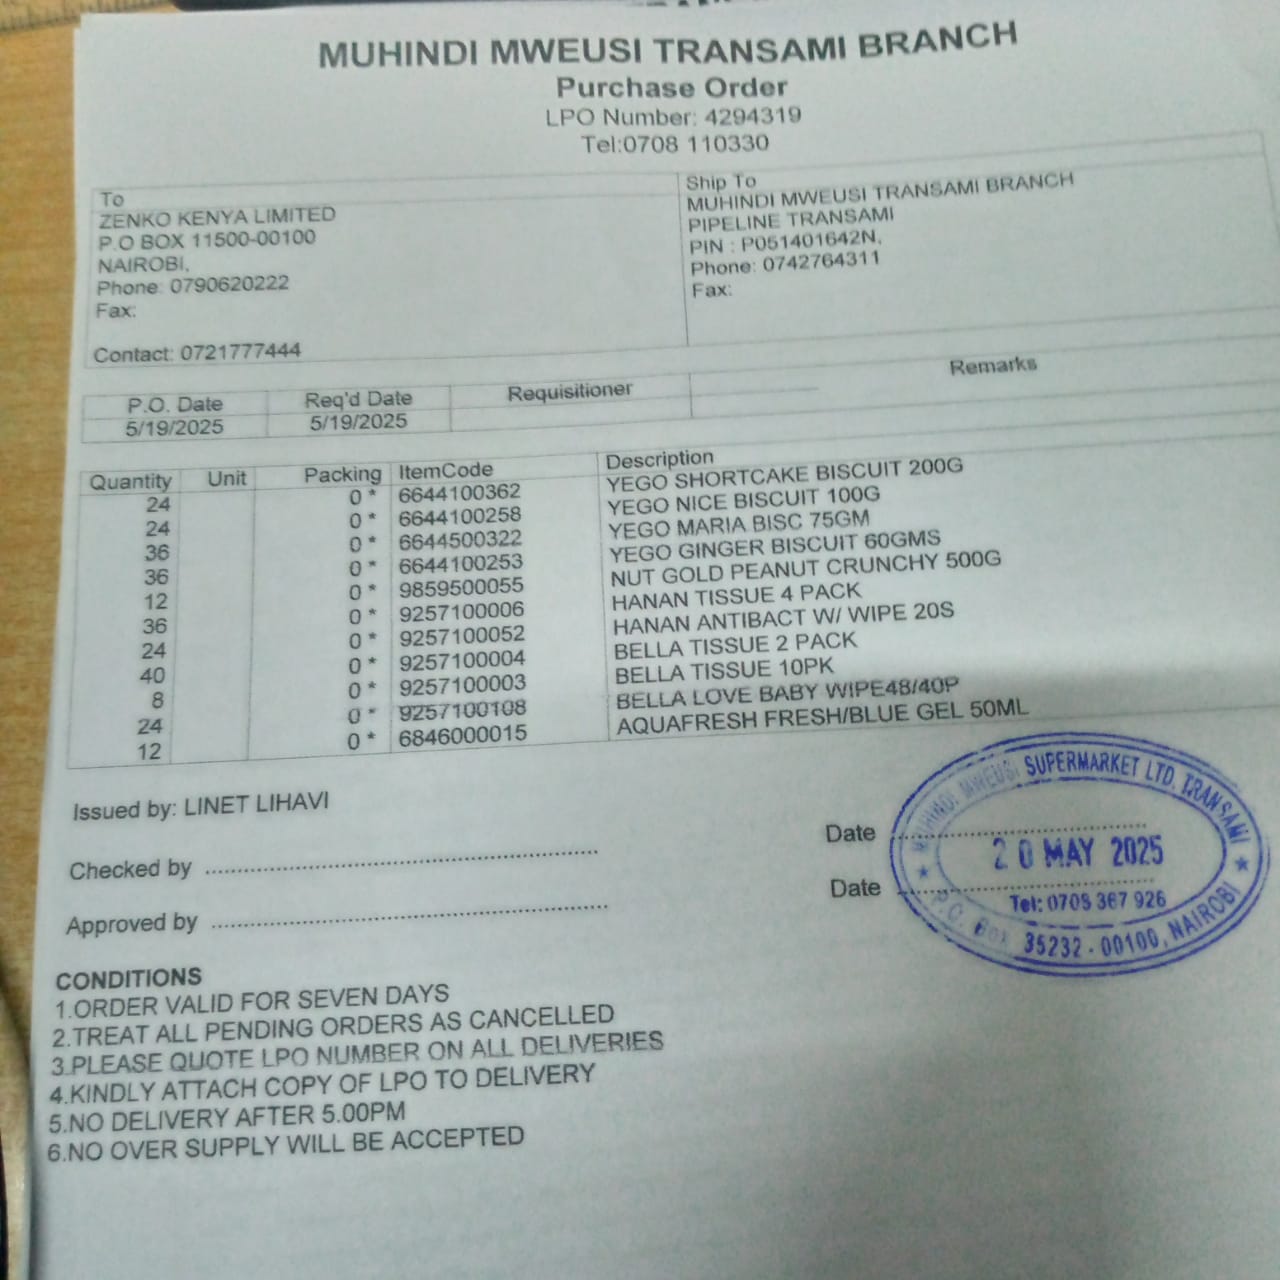 MUHINDI MWEUSI TRANSAMI BRANCH
Purchase Order
LPO Number: 4294319
Tel:0708 110330
To
ZENKO KENYA LIMITED
P.O BOX 11500-00100
NAIROBI,
Phone: 0790620222
Fax:
Contact: 0721777444
Ship To
MUHINDI MWEUSI TRANSAMI BRANCH
PIPELINE TRANSAMI
PIN : P051401642N,
Phone: 0742764311
Fax:
P.O. Date Req'd Date Requisitioner Remarks
5/19/2025 5/19/2025
Quantity Unit Packing ItemCode Description
24 0 * 6644100362 YEGO SHORTCAKE BISCUIT 200G
24 0 * 6644100258 YEGO NICE BISCUIT 100G
36 0 * 6644500322 YEGO MARIA BISC 75GM
36 0 * 6644100253 YEGO GINGER BISCUIT 60GMS
12 0 * 9859500055 NUT GOLD PEANUT CRUNCHY 500G
36 0 * 9257100006 HANAN TISSUE 4 PACK
24 0 * 9257100052 HANAN ANTIBACT W/ WIPE 20S
40 0 * 9257100004 BELLA TISSUE 2 PACK
8 0 * 9257100003 BELLA TISSUE 10PK
24 0 * 9257100108 BELLA LOVE BABY WIPE48/40P
12 0 * 6846000015 AQUAFRESH FRESH/BLUE GEL 50ML
Issued by: LINET LIHAVI
Checked by Date
Approved by Date
MUHINDI MWEUSI SUPERMARKET LTD. TRANSAMI
20 MAY 2025
Tel: 0708 367 926
P.O. Box 35232 - 00100, NAIROBI
CONDITIONS
1.ORDER VALID FOR SEVEN DAYS
2.TREAT ALL PENDING ORDERS AS CANCELLED
3.PLEASE QUOTE LPO NUMBER ON ALL DELIVERIES
4.KINDLY ATTACH COPY OF LPO TO DELIVERY
5.NO DELIVERY AFTER 5.00PM
6.NO OVER SUPPLY WILL BE ACCEPTED